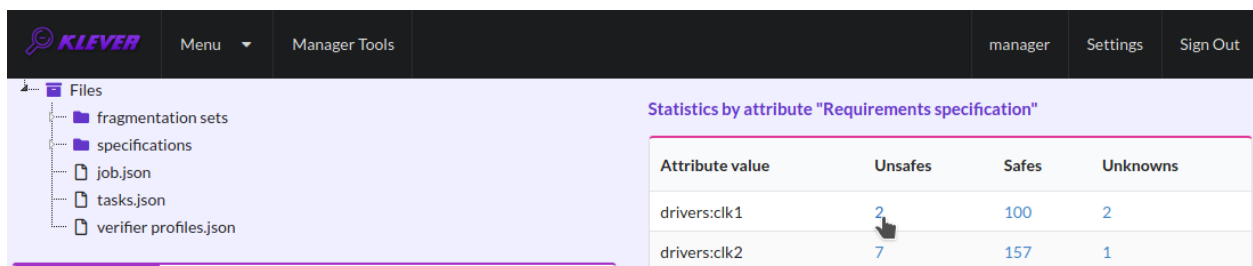 KLEVER Menu Manager Tools manager Settings Sign Out
Files
fragmentation sets
specifications
job.json
tasks.json
verifier profiles.json
Statistics by attribute "Requirements specification"
Attribute value Unsafes Safes Unknowns
drivers:clk1 2 100 2
drivers:clk2 7 157 1